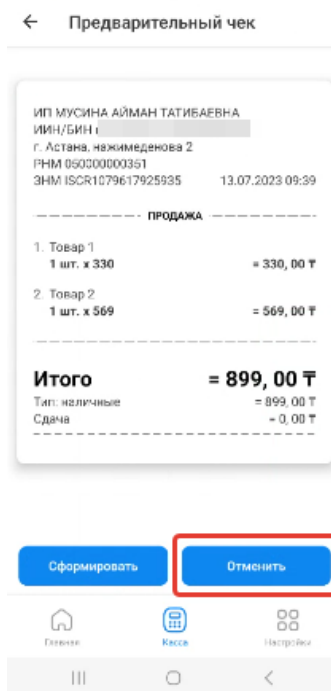 ← Предварительный чек
ИП МУСИНА АЙМАН ТАТИБАЕВНА
ИИН/БИН
г. Астана, нажимеденова 2
РНМ 050000000351
ЗНМ ISCR1079617925935 13.07.2023 09:39
ПРОДАЖА
1. Товар 1
1 шт. x 330 = 330, 00 ₸
2. Товар 2
1 шт. x 569 = 569, 00 ₸
Итого = 899, 00 ₸
Тип: наличные = 899, 00 ₸
Сдача = 0, 00 ₸
Сформировать Отменить
Главная Касса Настройки